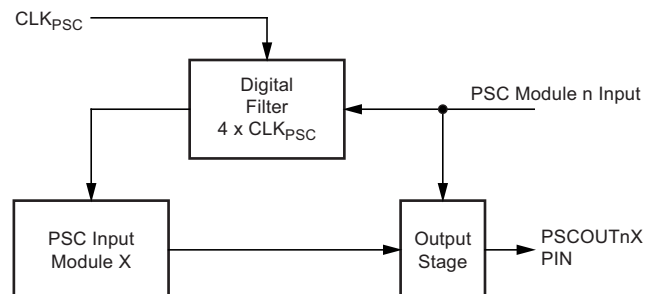 CLKPSC
Digital
Filter
4 x CLKPSC
PSC Module n Input
PSC Input
Module X
Output
Stage
PSCOUTnX
PIN